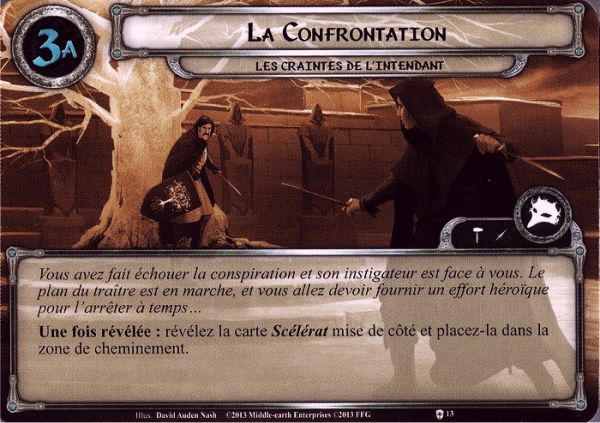 3A
LA CONFRONTATION
LES CRAINTES DE L'INTENDANT
Vous avez fait échouer la conspiration et son instigateur est face à vous. Le
plan du traître est en marche, et vous allez devoir fournir un effort héroïque
pour l'arrêter à temps…
Une fois révélée : révélez la carte Scélérat mise de côté et placez-la dans la
zone de cheminement.
Illus. David Auden Nash ©2013 Middle-earth Enterprises ©2013 FFG 13